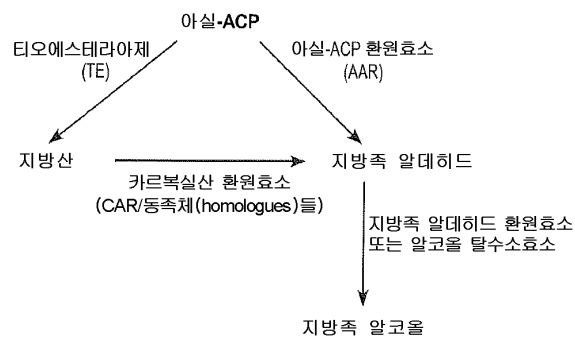 아실-ACP
티오에스테라아제
(TE)
아실-ACP 환원효소
(AAR)
지방산
지방족 알데히드
카르복실산 환원효소
(CAR/동족체(homologues)들)
지방족 알데히드 환원효소
또는 알코올 탈수소효소
지방족 알코올